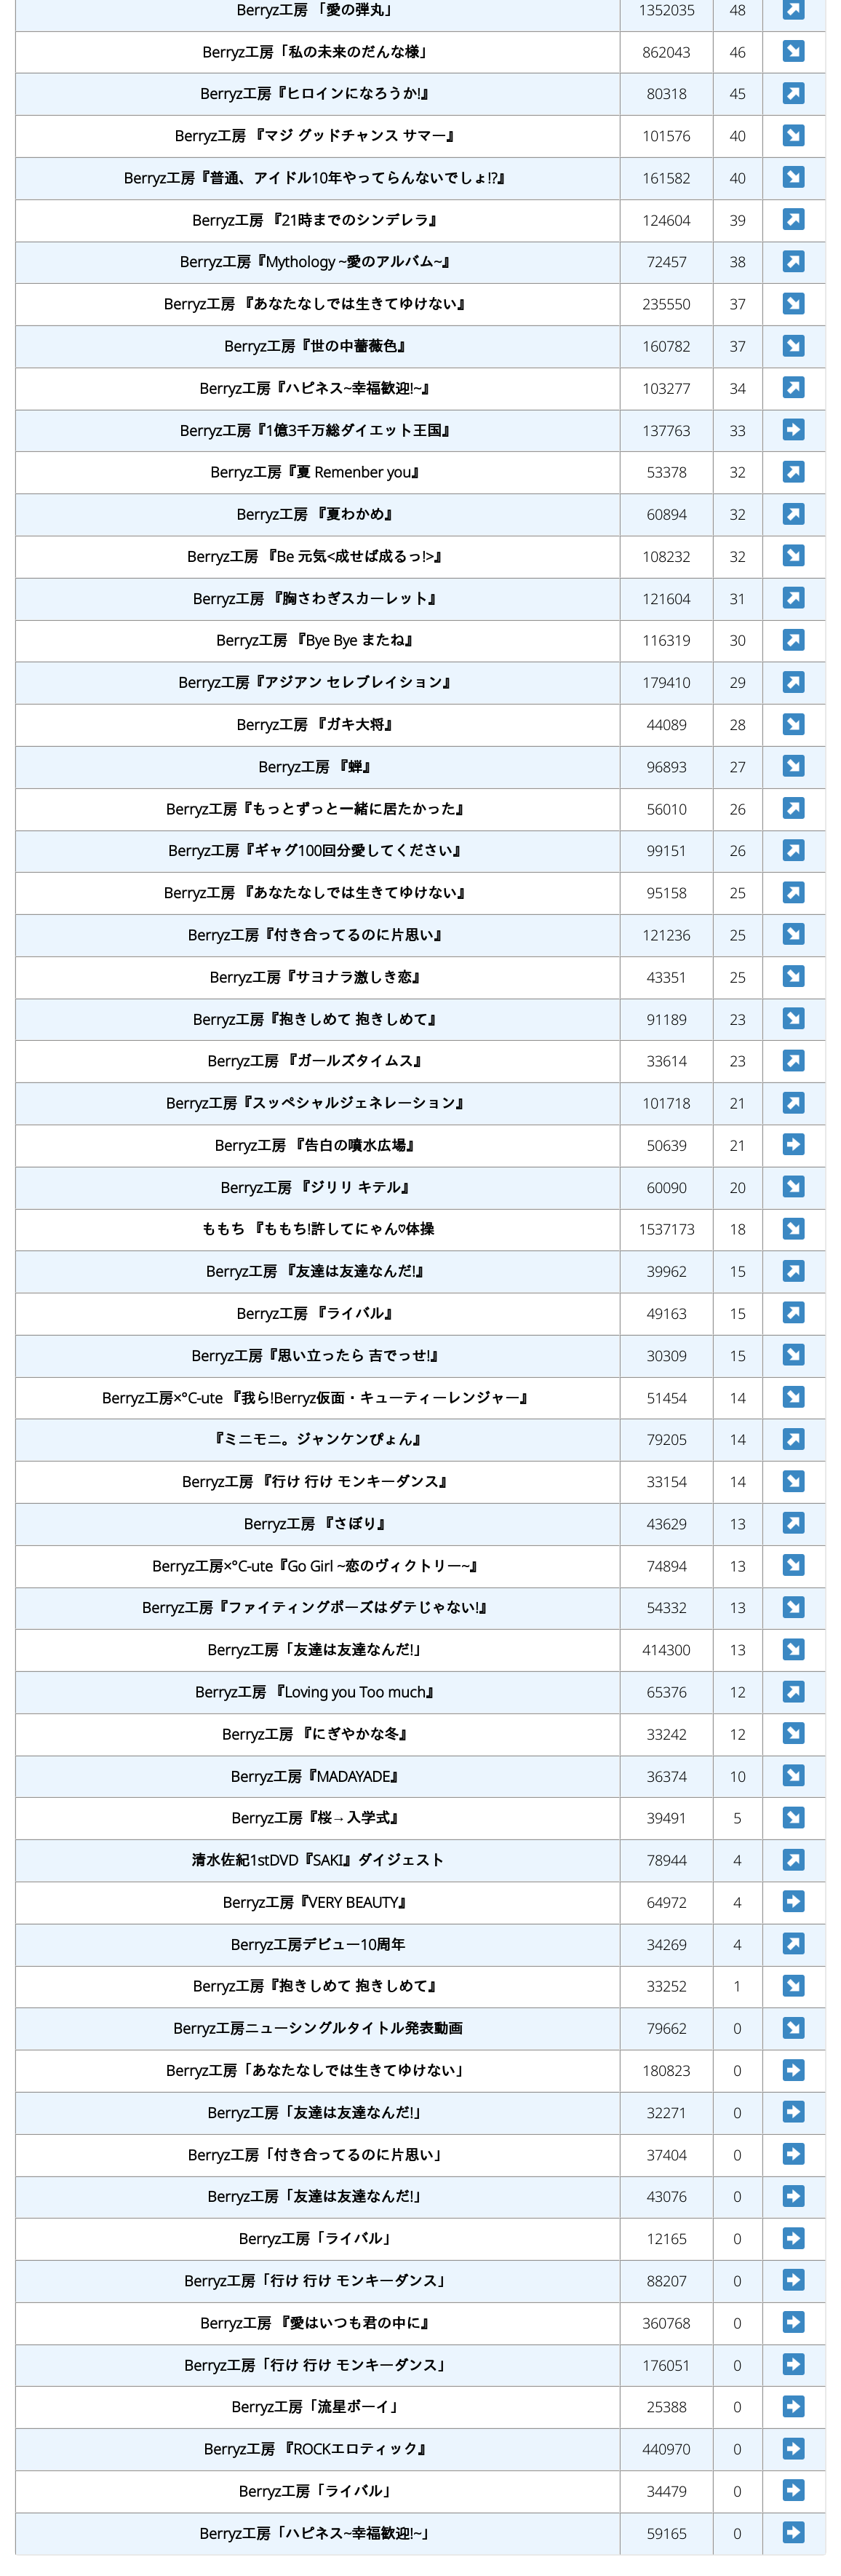 Berryz工房 「愛の弾丸」 1352035 48 ↗
Berryz工房「私の未来のだんな様」 862043 46 ↘
Berryz工房『ヒロインになろうか!』 80318 45 ↗
Berryz工房 『マジ グッドチャンス サマー』 101576 40 ↘
Berryz工房『普通、アイドル10年やってらんないでしょ!?』 161582 40 ↘
Berryz工房 『21時までのシンデレラ』 124604 39 ↗
Berryz工房『Mythology ~愛のアルバム~』 72457 38 ↗
Berryz工房 『あなたなしでは生きてゆけない』 235550 37 ↘
Berryz工房『世の中薔薇色』 160782 37 ↘
Berryz工房『ハピネス~幸福歓迎!~』 103277 34 ↗
Berryz工房『1億3千万総ダイエット王国』 137763 33 ➡
Berryz工房『夏 Remenber you』 53378 32 ↗
Berryz工房 『夏わかめ』 60894 32 ↗
Berryz工房 『Be 元気<成せば成るっ!>』 108232 32 ↘
Berryz工房 『胸さわぎスカーレット』 121604 31 ↗
Berryz工房 『Bye Bye またね』 116319 30 ↗
Berryz工房『アジアン セレブレイション』 179410 29 ↗
Berryz工房 『ガキ大将』 44089 28 ↘
Berryz工房 『蝉』 96893 27 ↘
Berryz工房『もっとずっと一緒に居たかった』 56010 26 ↗
Berryz工房『ギャグ100回分愛してください』 99151 26 ↗
Berryz工房 『あなたなしでは生きてゆけない』 95158 25 ↗
Berryz工房『付き合ってるのに片思い』 121236 25 ↘
Berryz工房『サヨナラ激しき恋』 43351 25 ↘
Berryz工房『抱きしめて 抱きしめて』 91189 23 ↘
Berryz工房 『ガールズタイムス』 33614 23 ↗
Berryz工房『スッペシャルジェネレーション』 101718 21 ↗
Berryz工房 『告白の噴水広場』 50639 21 ➡
Berryz工房 『ジリリ キテル』 60090 20 ↘
ももち 『ももち!許してにゃん♡体操 1537173 18 ↘
Berryz工房 『友達は友達なんだ!』 39962 15 ↗
Berryz工房 『ライバル』 49163 15 ↗
Berryz工房『思い立ったら 吉でっせ!』 30309 15 ↘
Berryz工房×°C-ute 『我ら!Berryz仮面・キューティーレンジャー』 51454 14 ↘
『ミニモニ。ジャンケンぴょん』 79205 14 ↗
Berryz工房 『行け 行け モンキーダンス』 33154 14 ↘
Berryz工房 『さぼり』 43629 13 ↗
Berryz工房×°C-ute『Go Girl ~恋のヴィクトリー~』 74894 13 ↘
Berryz工房『ファイティングポーズはダテじゃない!』 54332 13 ↘
Berryz工房「友達は友達なんだ!」 414300 13 ↘
Berryz工房 『Loving you Too much』 65376 12 ↗
Berryz工房 『にぎやかな冬』 33242 12 ↘
Berryz工房『MADAYADE』 36374 10 ↘
Berryz工房『桜→入学式』 39491 5 ↘
清水佐紀1stDVD『SAKI』ダイジェスト 78944 4 ↗
Berryz工房『VERY BEAUTY』 64972 4 ➡
Berryz工房デビュー10周年 34269 4 ↗
Berryz工房『抱きしめて 抱きしめて』 33252 1 ↘
Berryz工房ニューシングルタイトル発表動画 79662 0 ↘
Berryz工房「あなたなしでは生きてゆけない」 180823 0 ➡
Berryz工房「友達は友達なんだ!」 32271 0 ➡
Berryz工房「付き合ってるのに片思い」 37404 0 ➡
Berryz工房「友達は友達なんだ!」 43076 0 ➡
Berryz工房「ライバル」 12165 0 ➡
Berryz工房「行け 行け モンキーダンス」 88207 0 ➡
Berryz工房 『愛はいつも君の中に』 360768 0 ➡
Berryz工房「行け 行け モンキーダンス」 176051 0 ➡
Berryz工房「流星ボーイ」 25388 0 ➡
Berryz工房 『ROCKエロティック』 440970 0 ➡
Berryz工房「ライバル」 34479 0 ➡
Berryz工房「ハピネス~幸福歓迎!~」 59165 0 ➡